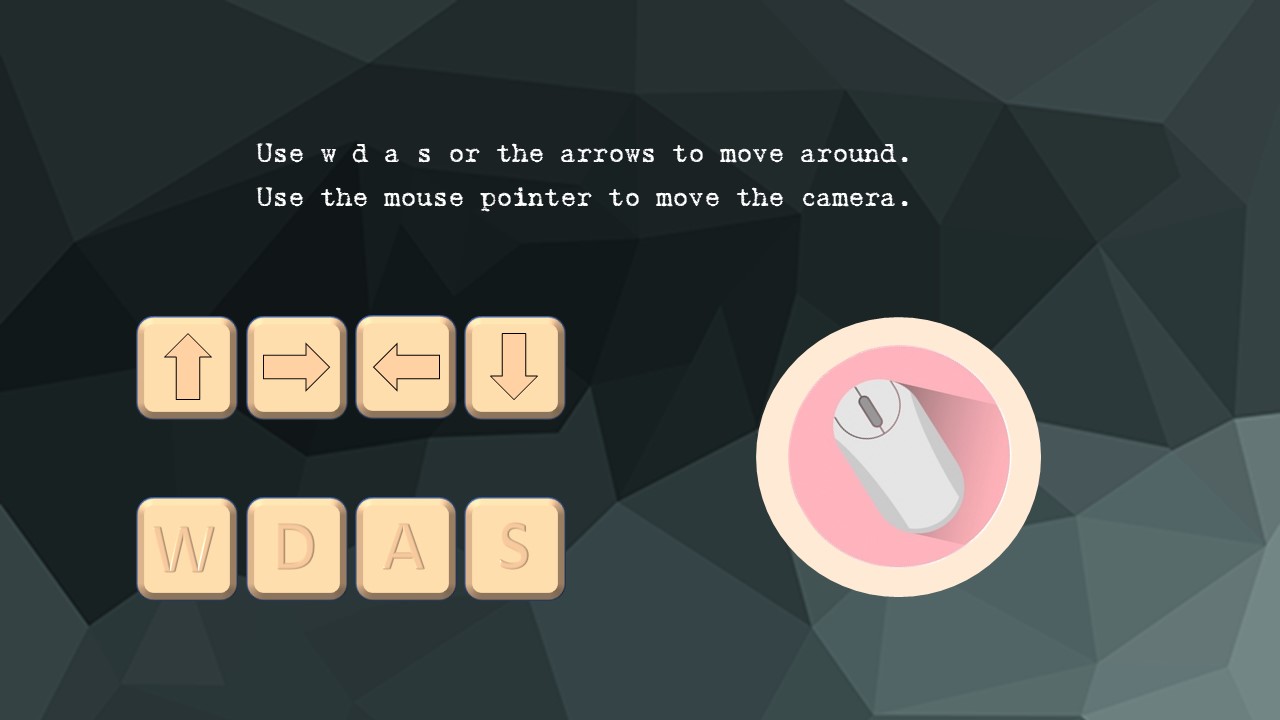 Use w d a s or the arrows to move around.
Use the mouse pointer to move the camera.
W D A S